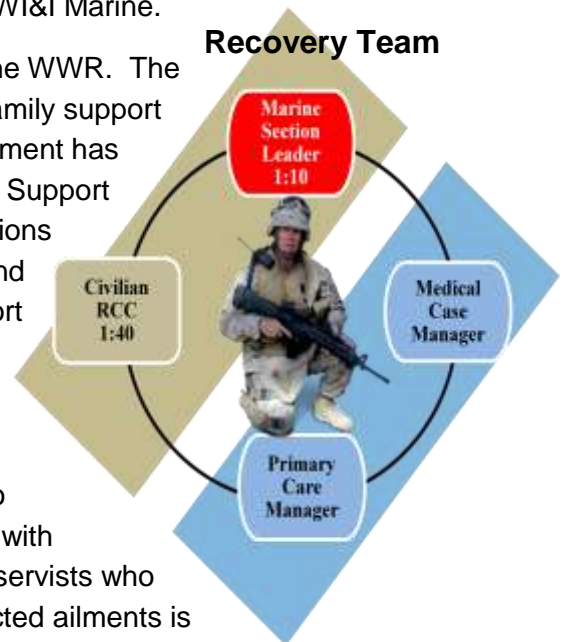 WI&I Marine.
Recovery Team
he WWR. The
amily support
ment has
Support
ions
nd
ort
o
with
servists who
cted ailments is
Marine
Section
Leader
1:10
Civilian
RCC
1:40
Medical
Case
Manager
Primary
Care
Manager